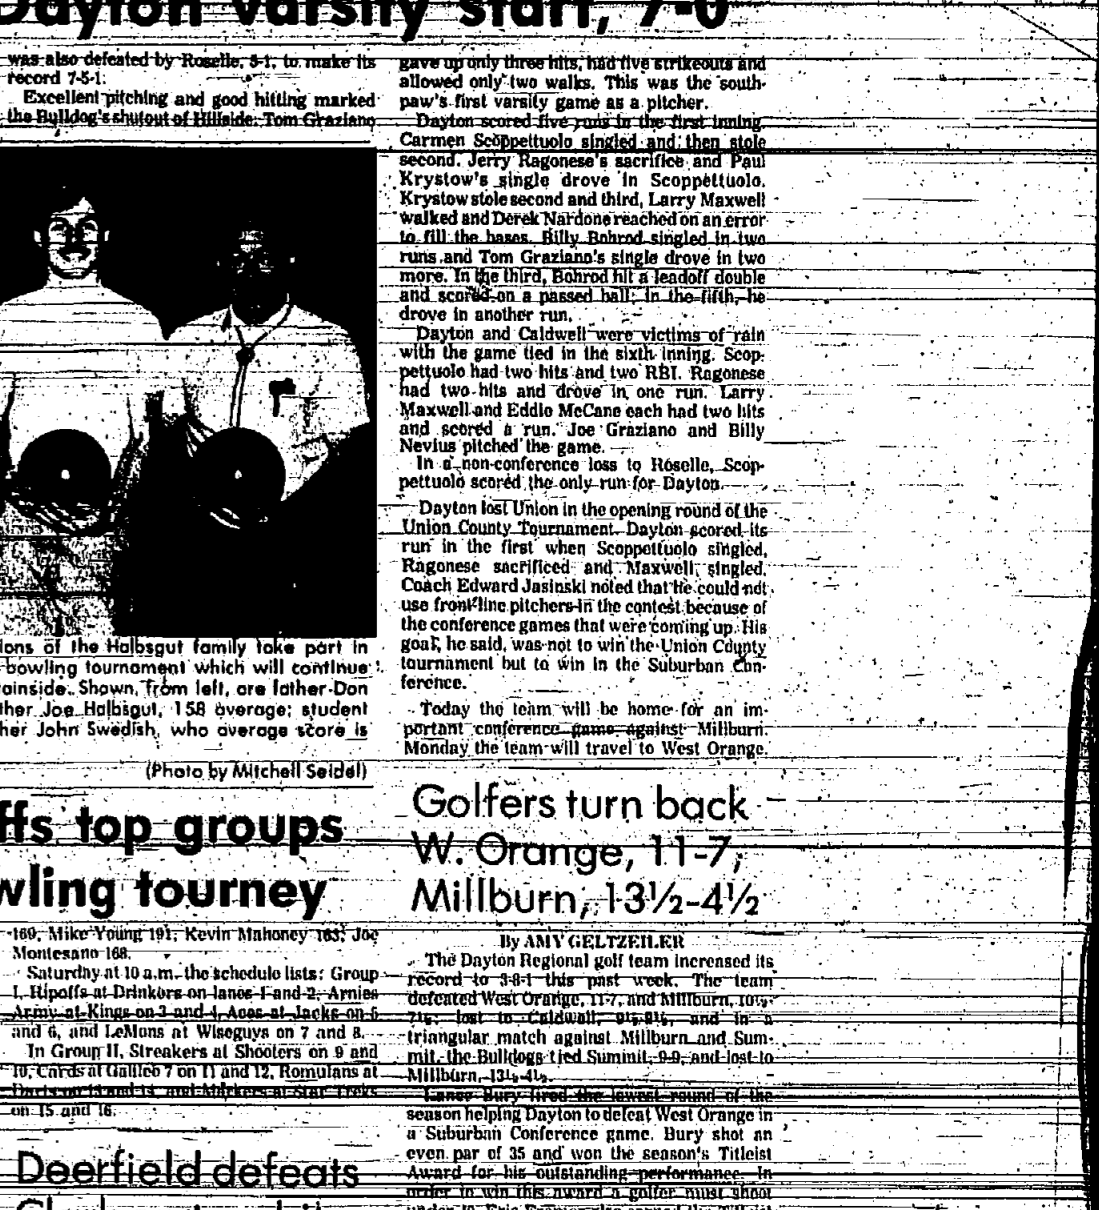 Dayton varsity start, 7-0
was also defeated by Roselle, 5-1, to make its
record 7-5-1.
Excellent pitching and good hitting marked
the Bulldog's shutout of Hillside. Tom Graziano
gave up only three hits, had five strikeouts and
allowed only two walks. This was the south-
paw's first varsity game as a pitcher.
Dayton scored five runs in the first inning.
Carmen Scoppettuolo singled and then stole
second. Jerry Ragonese's sacrifice and Paul
Krystow's single drove in Scoppettuolo.
Krystow stole second and third, Larry Maxwell
walked and Derek Nardone reached on an error
to fill the bases. Billy Bohrod singled in two
runs and Tom Graziano's single drove in two
more. In the third, Bohrod hit a leadoff double
and scored on a passed ball; in the fifth, he
drove in another run.
Dayton and Caldwell were victims of rain
with the game tied in the sixth inning. Scop-
pettuolo had two hits and two RBI. Ragonese
had two hits and drove in one run. Larry
Maxwell and Eddie McCane each had two hits
and scored a run. Joe Graziano and Billy
Nevius pitched the game.
In a non-conference loss to Roselle, Scop-
pettuolo scored the only run for Dayton.
Dayton lost Union in the opening round of the
Union County Tournament. Dayton scored its
run in the first when Scoppettuolo singled,
Ragonese sacrificed and Maxwell singled.
Coach Edward Jasinski noted that he could not
use front line pitchers in the contest because of
the conference games that were coming up. His
goal, he said, was not to win the Union County
tournament but to win in the Suburban Con-
ference.
Today the team will be home for an im-
portant conference game against Millburn.
Monday the team will travel to West Orange.
ions of the Halbsgut family take part in
bowling tournament which will continue
ainside. Shown, from left, are father Don
ther Joe Halbsgut, 158 average; student
her John Swedish, who average score is
(Photo by Mitchell Seidel)
ffs top groups
wling tourney
169, Mike Young 191; Kevin Mahoney 163; Joe
Montesano 168.
Saturday at 10 a.m. the schedule lists: Group
I, Ripoffs at Drinkers on lanes 1 and 2, Arnies
Army at Kings on 3 and 4, Aces at Jacks on 5
and 6, and LeMons at Wiseguys on 7 and 8.
In Group II, Streakers at Shooters on 9 and
10, Cards at Galileo 7 on 11 and 12, Romulans at
Darts on 13 and 14, and Mückers at Star Treks
on 15 and 16.
Deerfield defeats
Golfers turn back
W. Orange, 11-7,
Millburn, 13½-4½
By AMY GELTZEILER
The Dayton Regional golf team increased its
record to 3-8-1 this past week. The team
defeated West Orange, 11-7, and Millburn, 10½-
7½; lost to Caldwell, 9½-8½, and in a
triangular match against Millburn and Sum-
mit, the Bulldogs tied Summit, 9-9, and lost to
Millburn, 13½-4½.
Lance Bury fired the lowest round of the
season helping Dayton to defeat West Orange in
a Suburban Conference game. Bury shot an
even par of 35 and won the season's Titleist
Award for his outstanding performance. In
order to win this award a golfer must shoot